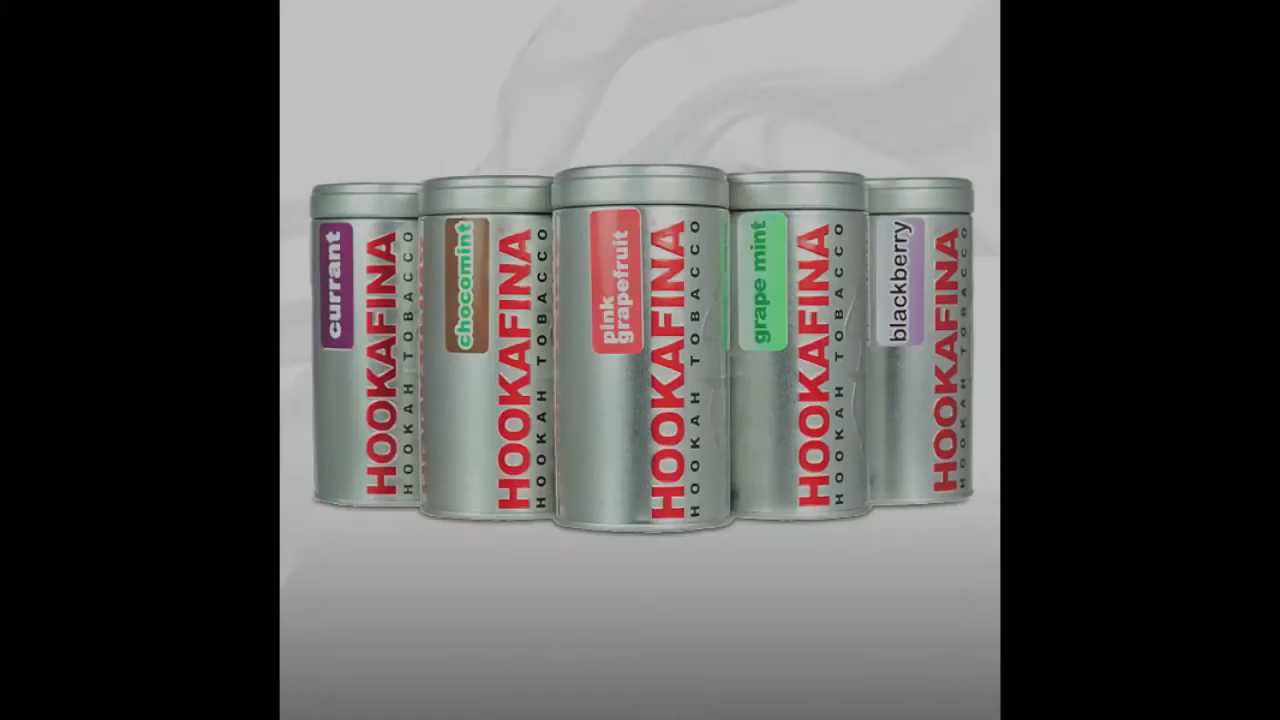 currant
HOOKAFINA
HOOKAH TOBACCO
chocomint
HOOKAFINA
HOOKAH TOBACCO
pink
grapefruit
HOOKAFINA
HOOKAH TOBACCO
grape mint
HOOKAFINA
HOOKAH TOBACCO
blackberry
HOOKAFINA
HOOKAH TOBACCO